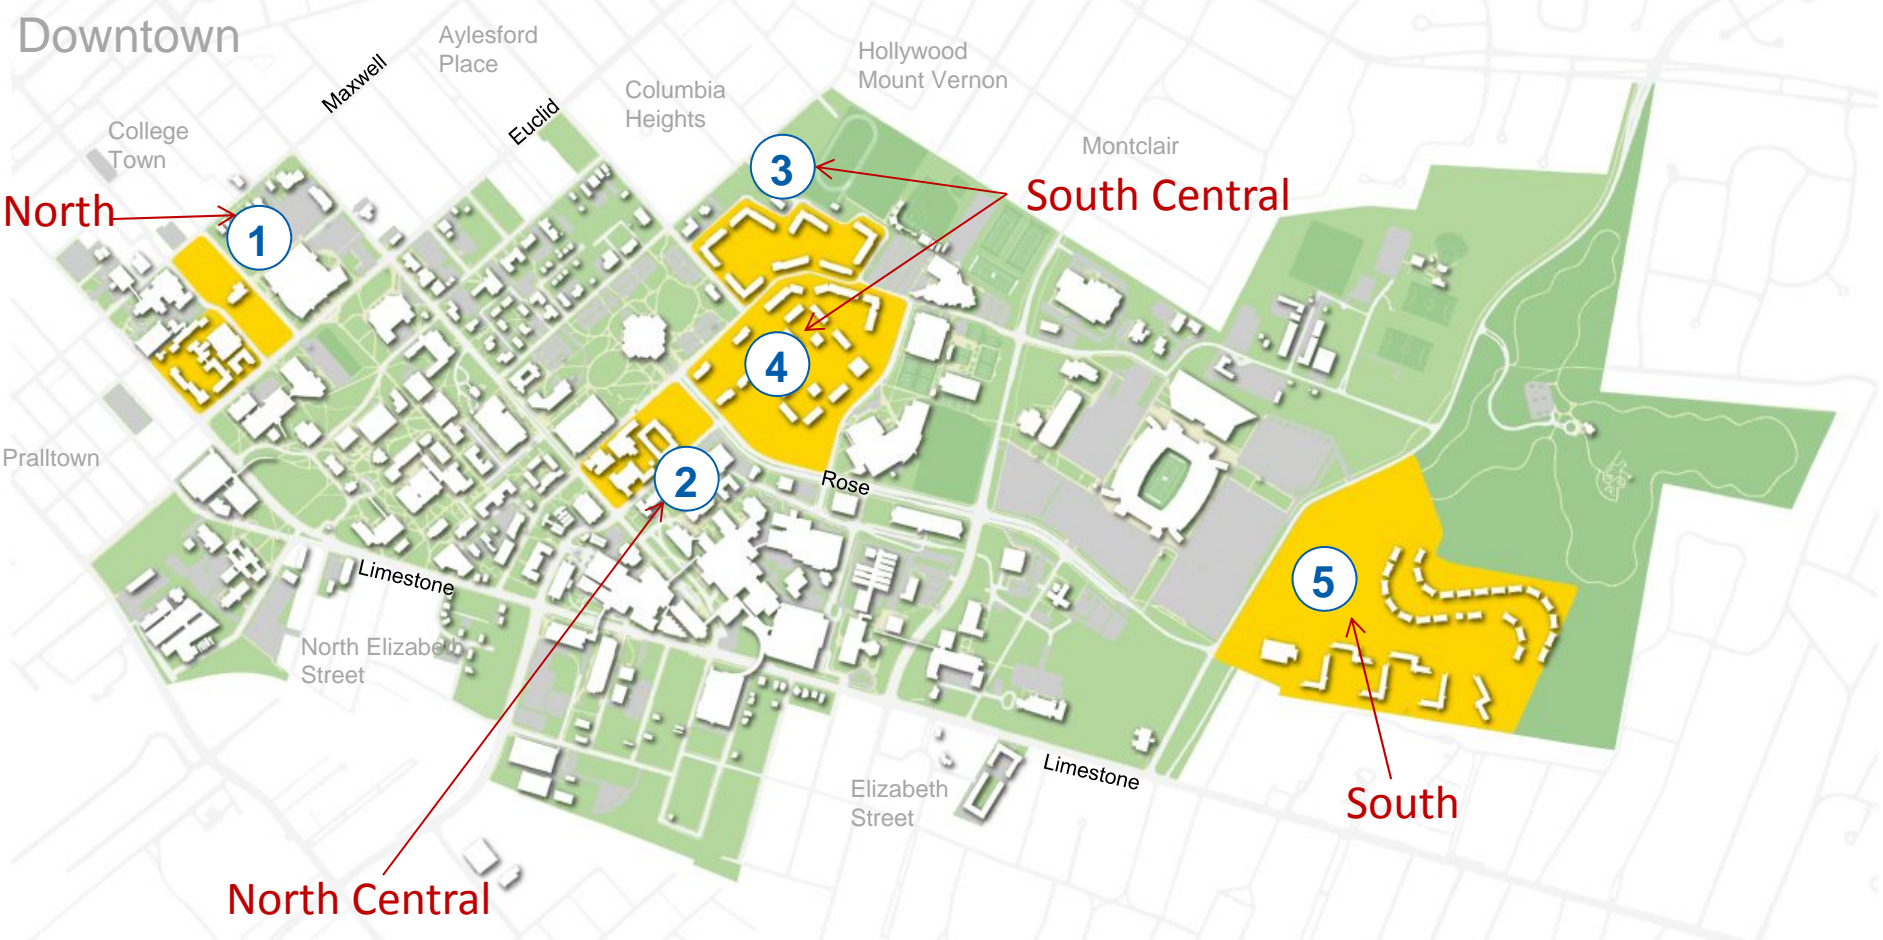 Downtown
Aylesford
Place
Maxwell
Hollywood
Mount Vernon
Columbia
Heights
Euclid
College
Town
Montclair
3
North
South Central
1
4
Pralltown
2
Rose
Limestone
5
North Elizabeth
Street
Elizabeth
Street
Limestone
South
North Central